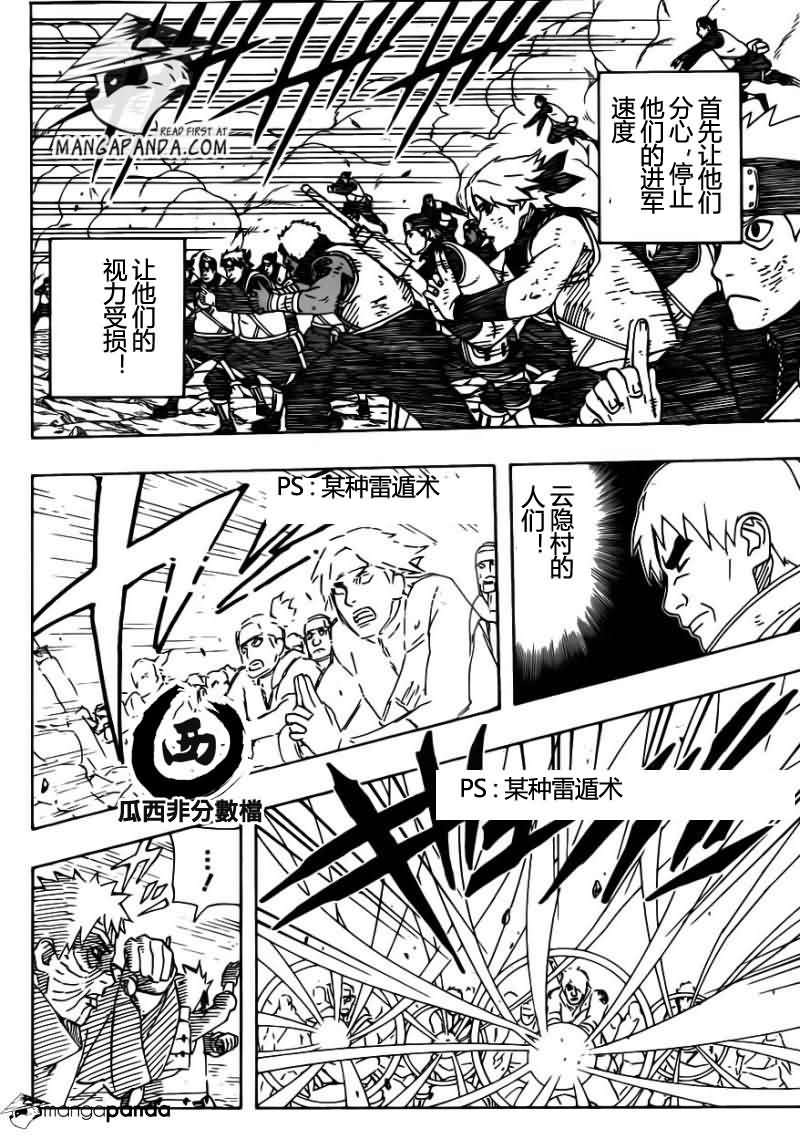 READ FIRST AT
MANGAPANDA.COM
首先让他们
分心，停止
他们的进军
速度
让他们的
视力受损！
云隐村的
人们！
PS : 某种雷遁术
西
瓜西非分數檔
PS : 某种雷遁术
…!!
mangapanda